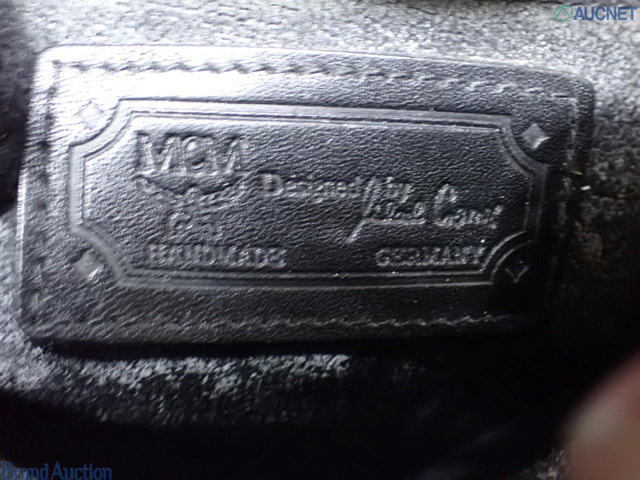 AUCNET
MCM
Designed by
HANDMADE GERMANY
Brand Auction